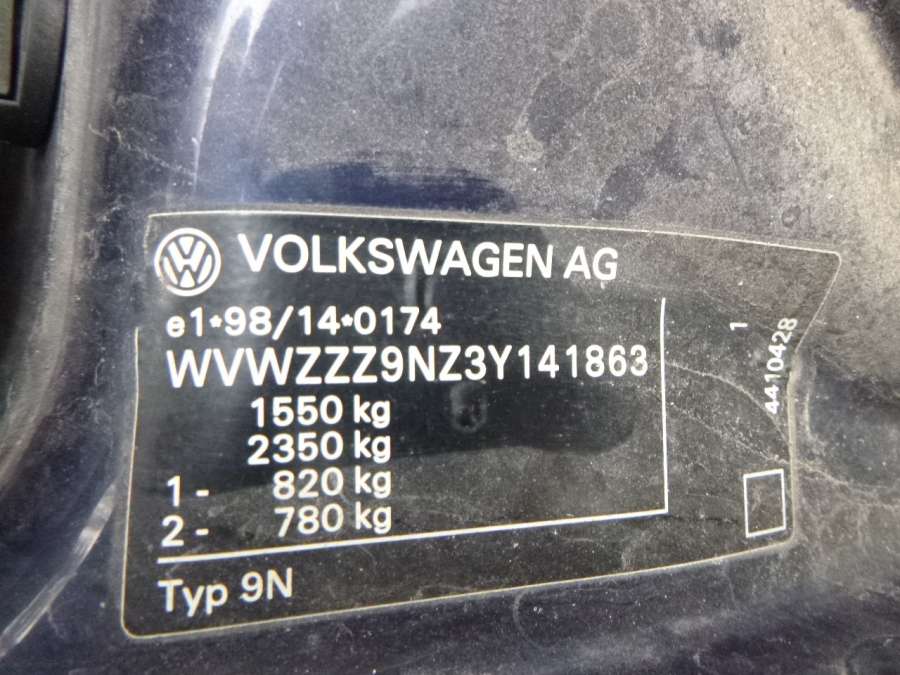 VOLKSWAGEN AG
e1*98/14*0174
WVWZZZ9NZ3Y141863
1550 kg
2350 kg
1 - 820 kg
2 - 780 kg
Typ 9N
1
4410428